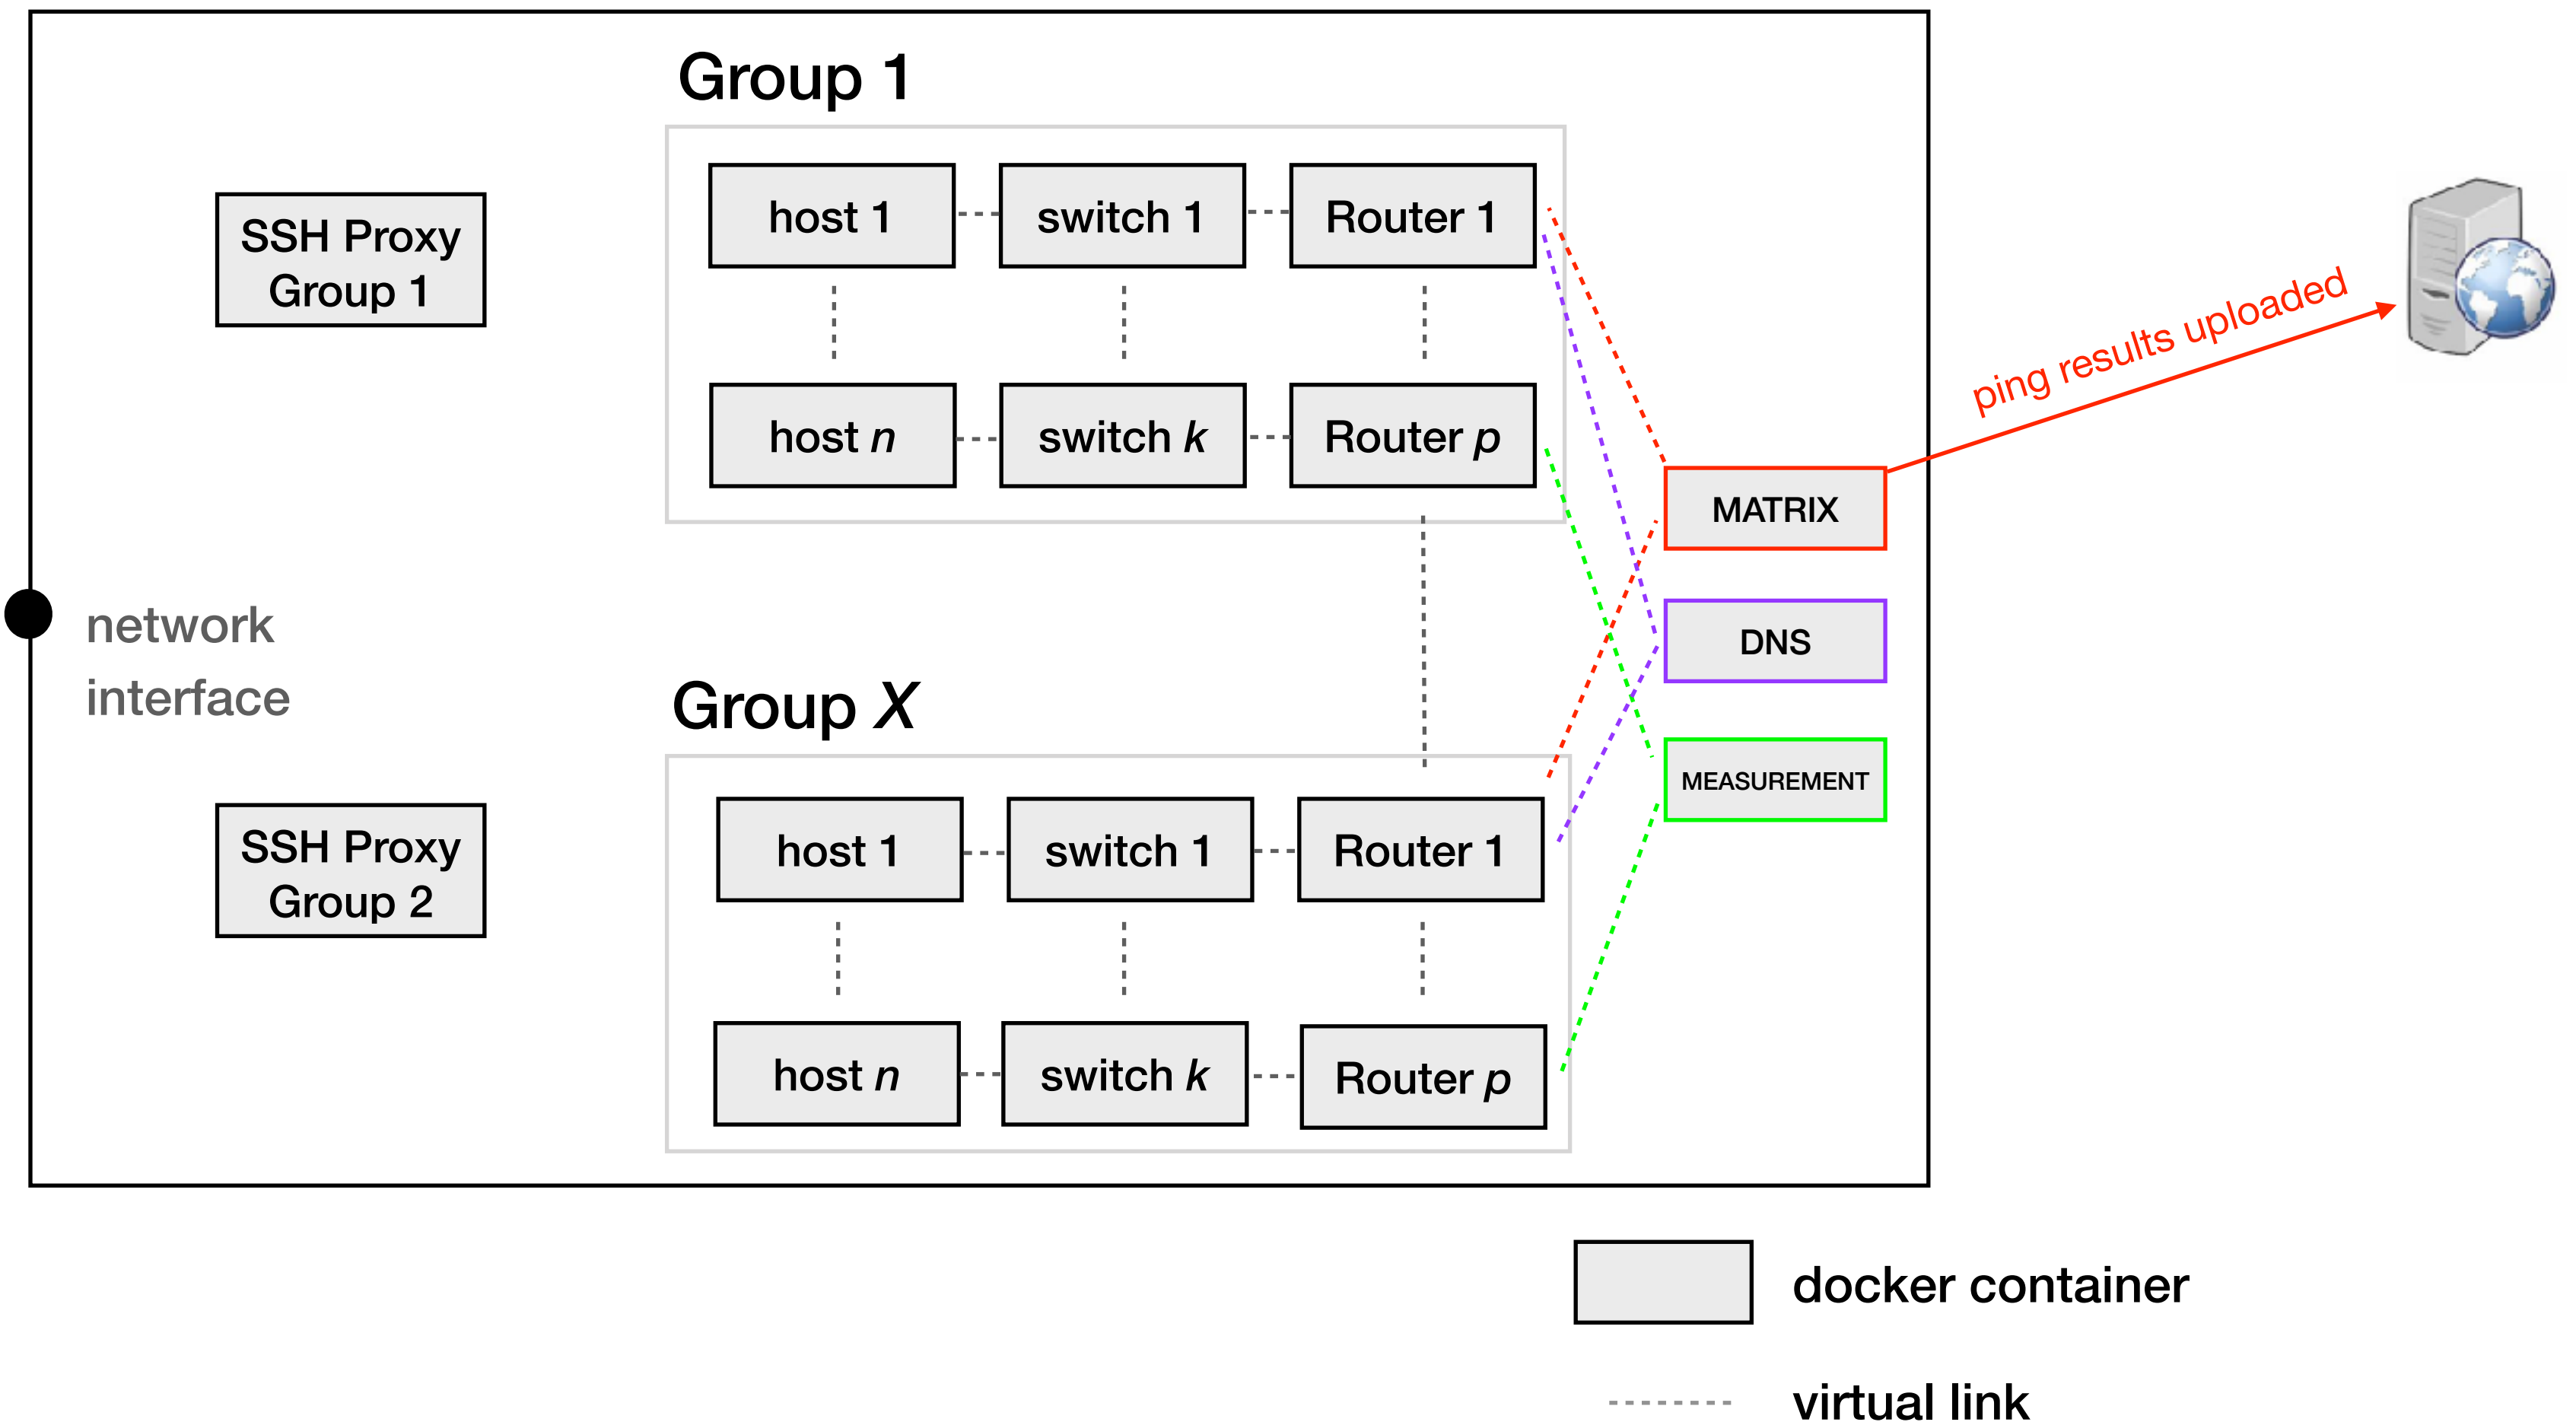 Group 1
host 1
switch 1
Router 1
SSH Proxy
Group 1
host n
switch k
Router p
ping results uploaded
MATRIX
DNS
MEASUREMENT
network
interface
Group X
SSH Proxy
Group 2
host 1
switch 1
Router 1
host n
switch k
Router p
docker container
virtual link